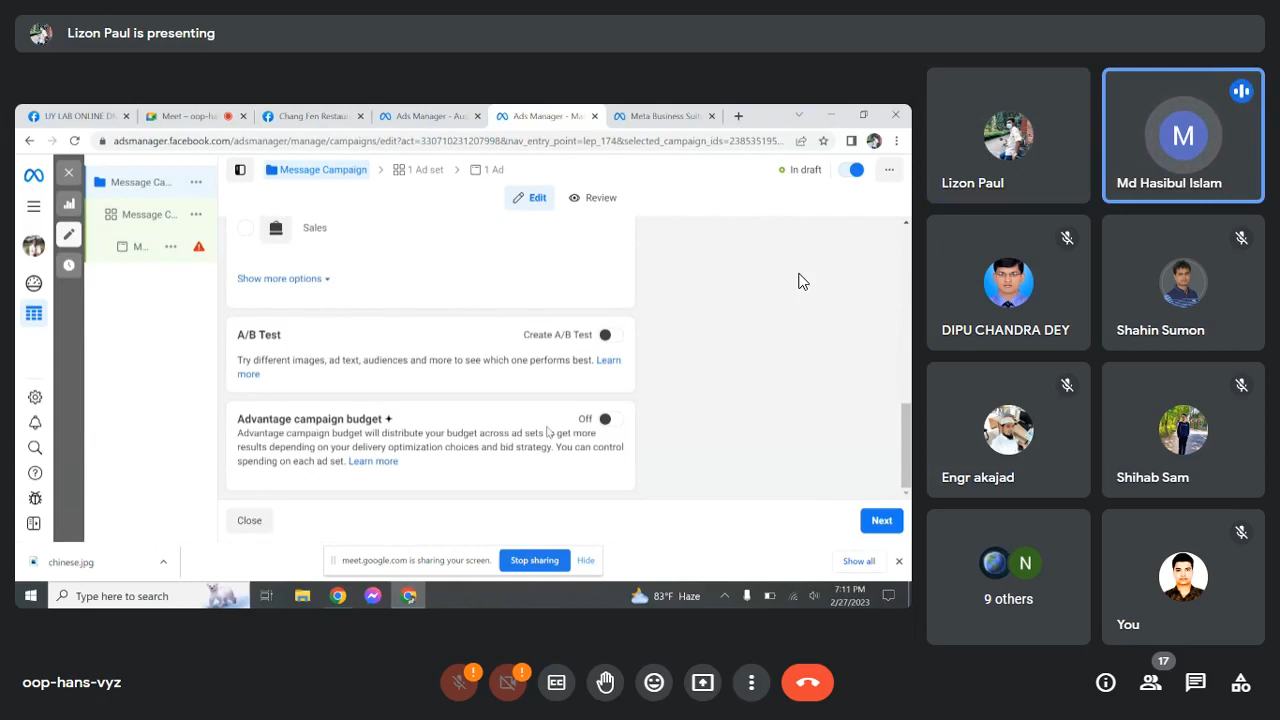 Lizon Paul is presenting
UY LAB ONLINE DI
Meet – oop-ha
Chang Fen Restau
Ads Manager - Au
Ads Manager - Ma
Meta Business Suit
adsmanager.facebook.com/adsmanager/manage/campaigns/edit?act=330710231207998&nav_entry_point=lep_174&selected_campaign_ids=238535195...
Message Ca...
Message C...
M...
Message Campaign
1 Ad set
1 Ad
In draft
Edit
Review
Sales
Show more options
A/B Test
Create A/B Test
Try different images, ad text, audiences and more to see which one performs best. Learn
more
Advantage campaign budget
Off
Advantage campaign budget will distribute your budget across ad sets to get more
results depending on your delivery optimization choices and bid strategy. You can control
spending on each ad set. Learn more
Close
Next
chinese.jpg
meet.google.com is sharing your screen.
Stop sharing
Hide
Show all
Type here to search
83°F Haze
7:11 PM
2/27/2023
Lizon Paul
M
Md Hasibul Islam
DIPU CHANDRA DEY
Shahin Sumon
Engr akajad
Shihab Sam
N
9 others
You
oop-hans-vyz
17